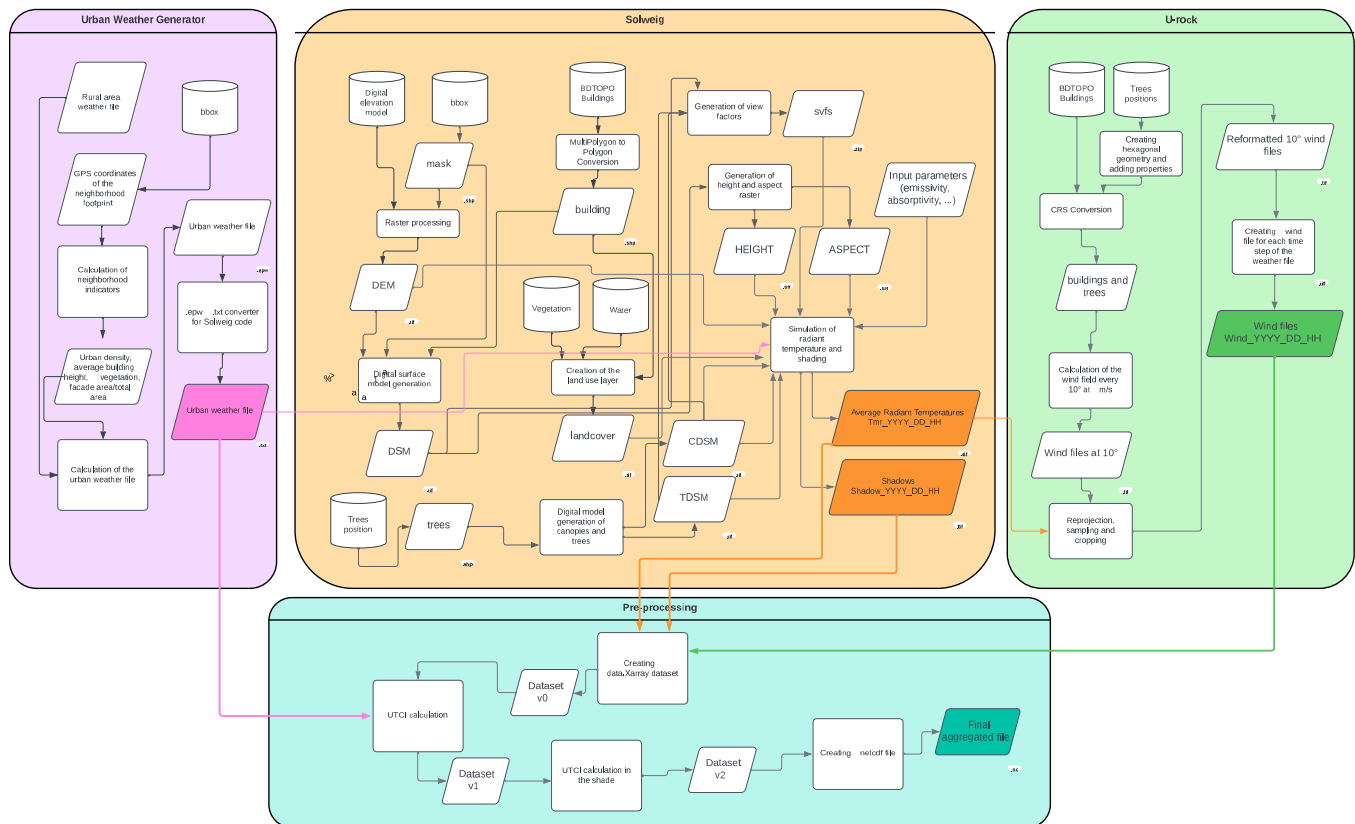 Urban Weather Generator
Rural area
weather file
bbox
GPS coordinates
of the
neighborhood
footprint
Urban weather file
.epw
Calculation of
neighborhood
indicators
.epw .txt converter
for Solweig code
Urban density,
average building
height, vegetation,
facade area/total
area
Urban weather file
.txt
Calculation of the
urban weather file
Solweig
Digital
elevation
model
bbox
BDTOPO
Buildings
Generation of view
factors
svfs
.zip
mask
.shp
MultiPolygon to
Polygon
Conversion
Generation of
height and aspect
raster
Input parameters
(emissivity,
absorptivity, ...)
Raster processing
building
.shp
HEIGHT
.tif
ASPECT
.tif
DEM
.tif
Vegetation
Water
Simulation of
radiant
temperature and
shading
Digital surface
model generation
%>
a
a
Creation of the
land use layer
Average Radiant Temperatures
Tmr_YYYY_DD_HH
.tif
DSM
.tif
landcover
.tif
CDSM
.tif
Shadows
Shadow_YYYY_DD_HH
.tif
TDSM
.tif
Trees
position
trees
.shp
Digital model
generation of
canopies and
trees
U-rock
BDTOPO
Buildings
Trees
positions
Creating
hexagonal
geometry and
adding properties
Reformatted 10° wind
files
.tif
CRS Conversion
Creating wind
file for each time
step of the
weather file
.tif
buildings and
trees
Wind files
Wind_YYYY_DD_HH
Calculation of the
wind field every
10° at m/s
Wind files at 10°
.tif
Reprojection,
sampling and
cropping
Pre-processing
Creating
data.Xarray dataset
Dataset
v0
UTCI calculation
Dataset
v1
UTCI calculation in
the shade
Dataset
v2
Creating netcdf file
Final
aggregated file
.nc